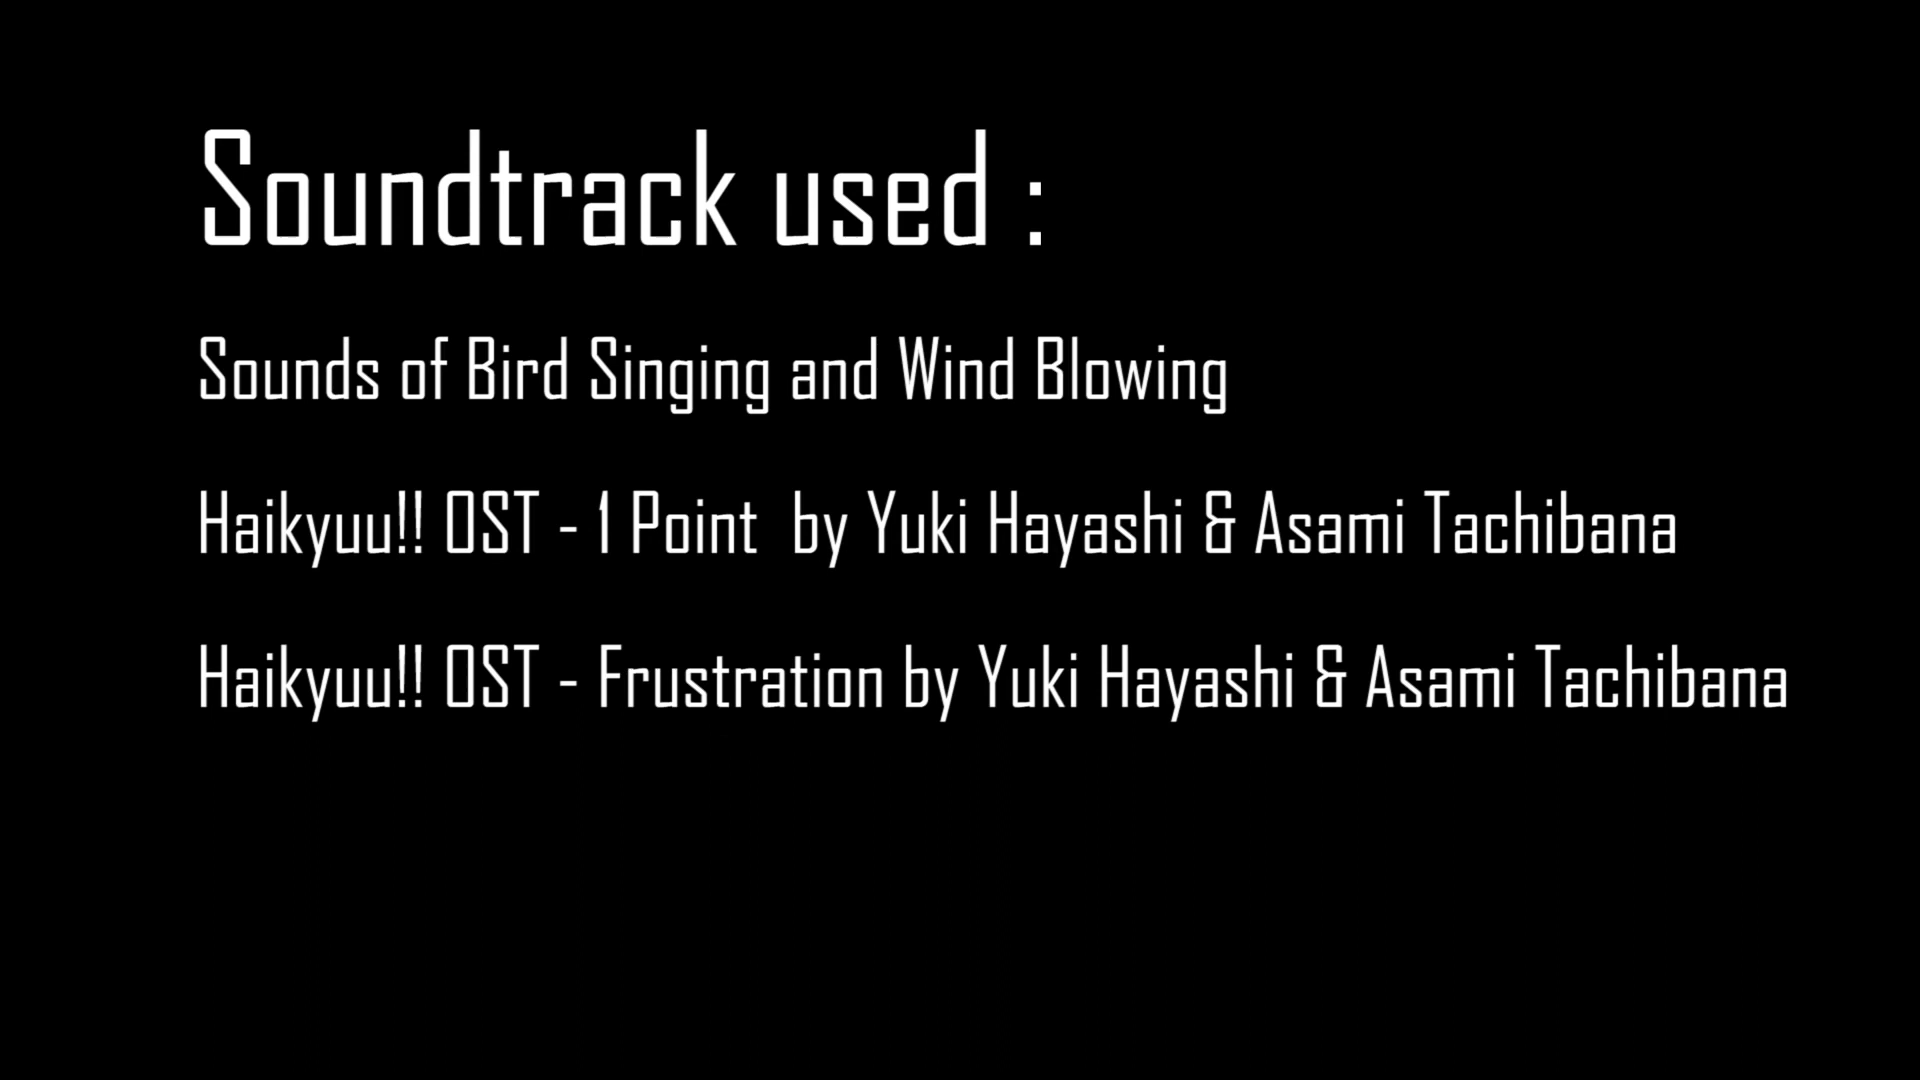 Soundtrack used :
Sounds of Bird Singing and Wind Blowing
Haikyuu!! OST - 1 Point  by Yuki Hayashi & Asami Tachibana
Haikyuu!! OST - Frustration by Yuki Hayashi & Asami Tachibana